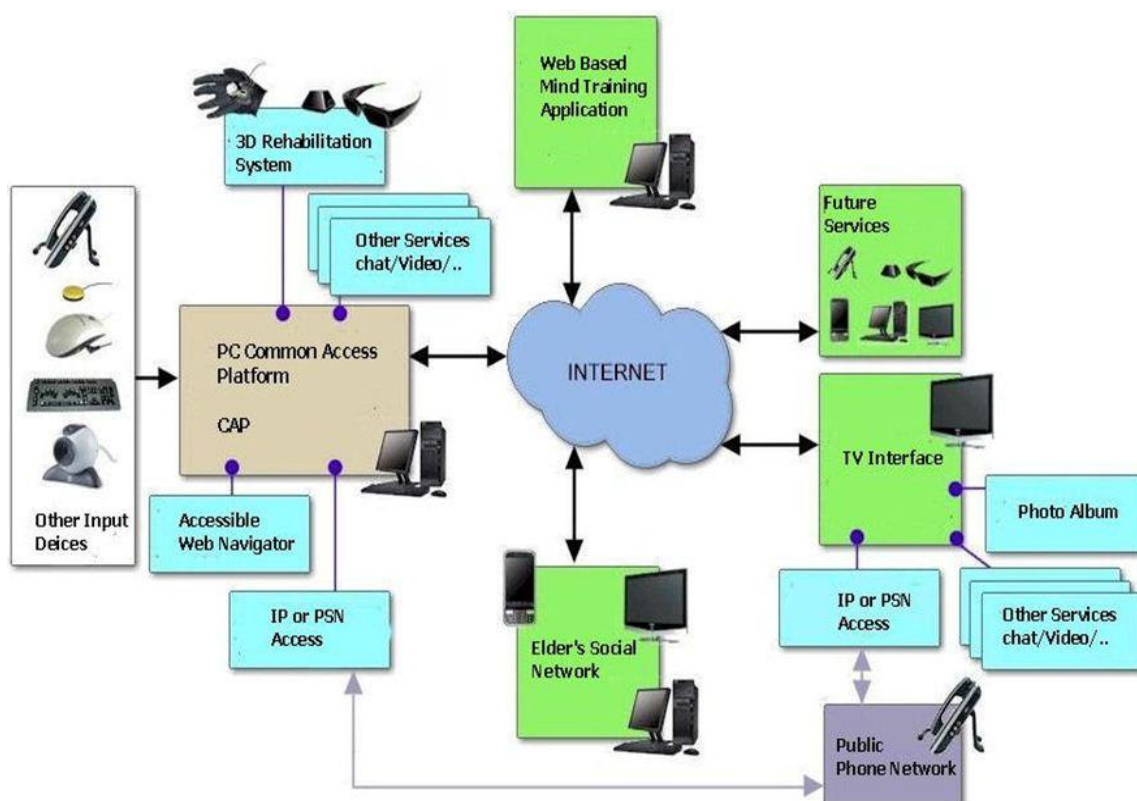 Web Based
Mind Training
Application
3D Rehabilitation
System
Other Services
chat/Video/..
Future
Services
PC Common Access
Platform
CAP
INTERNET
TV Interface
Other Input
Deices
Accessible
Web Navigator
Photo Album
IP or PSN
Access
Elder's Social
Network
IP or PSN
Access
Other Services
chat/Video/..
Public
Phone Network